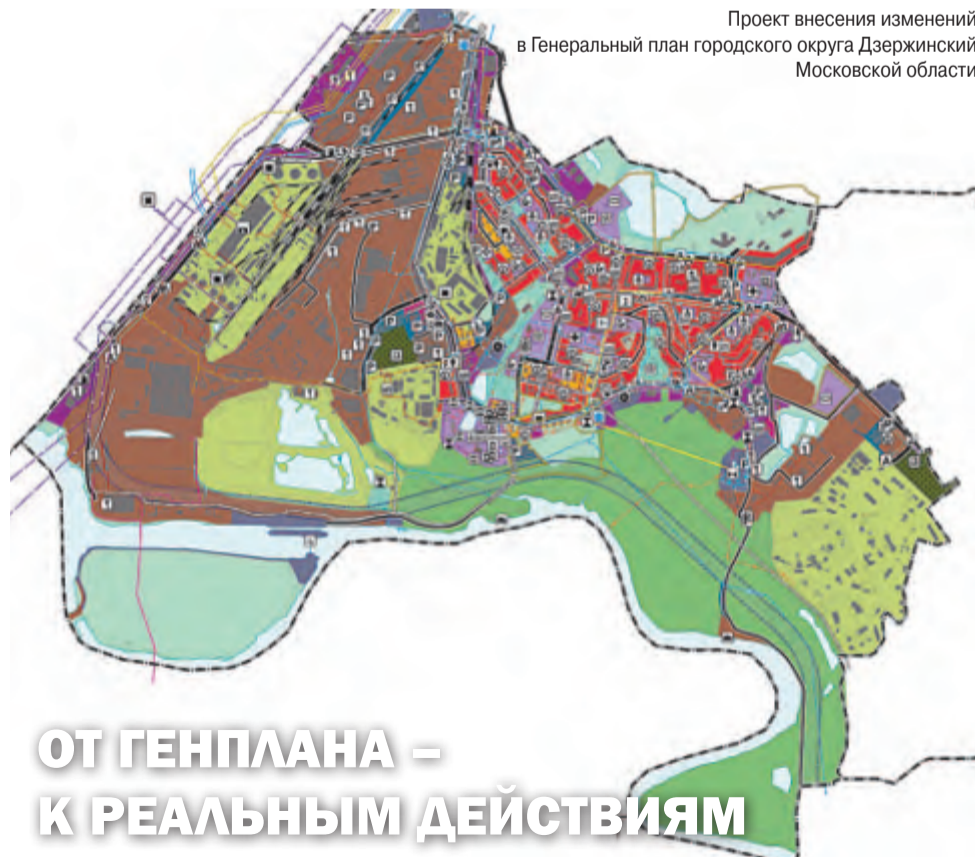 Проект внесения изменений
в Генеральный план городского округа Дзержинский
Московской области
ОТ ГЕНПЛАНА –
К РЕАЛЬНЫМ ДЕЙСТВИЯМ